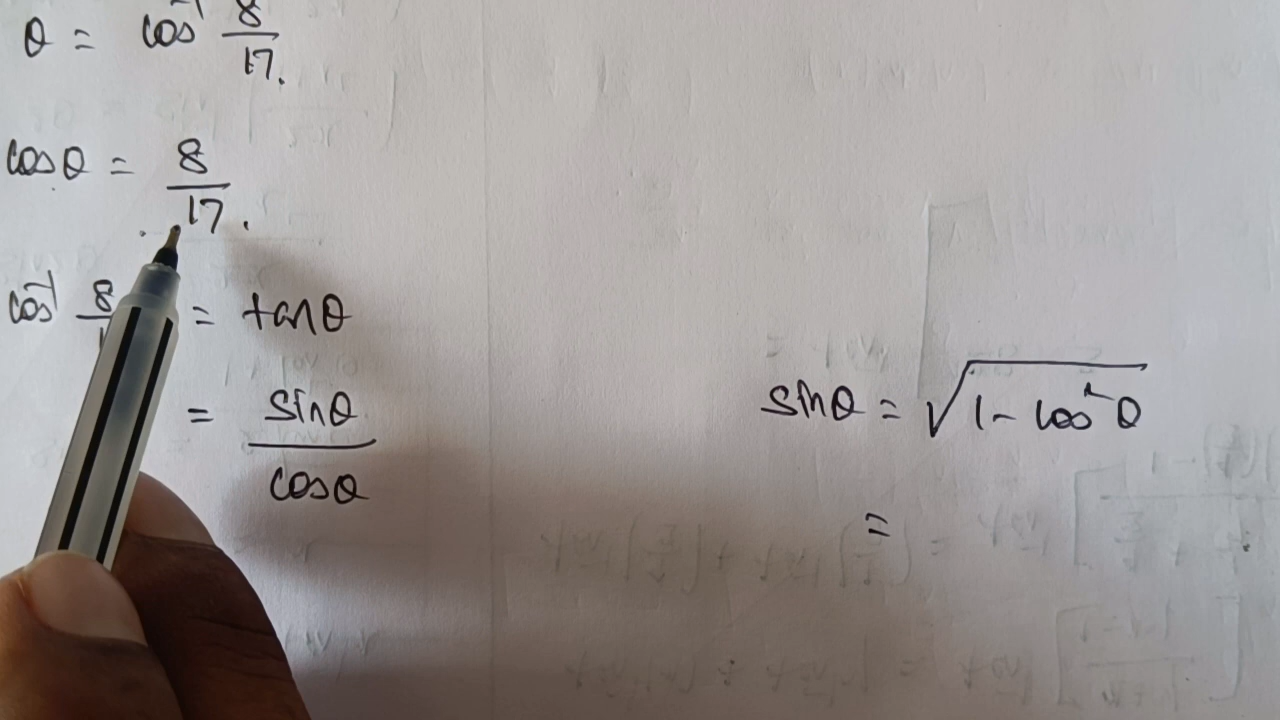 θ = cos⁻¹ 8/17.
cosθ = 8/17.
cos⁻¹ 8/ = tanθ
= sinθ/cosθ
sinθ = √(1 - cos²θ)
=